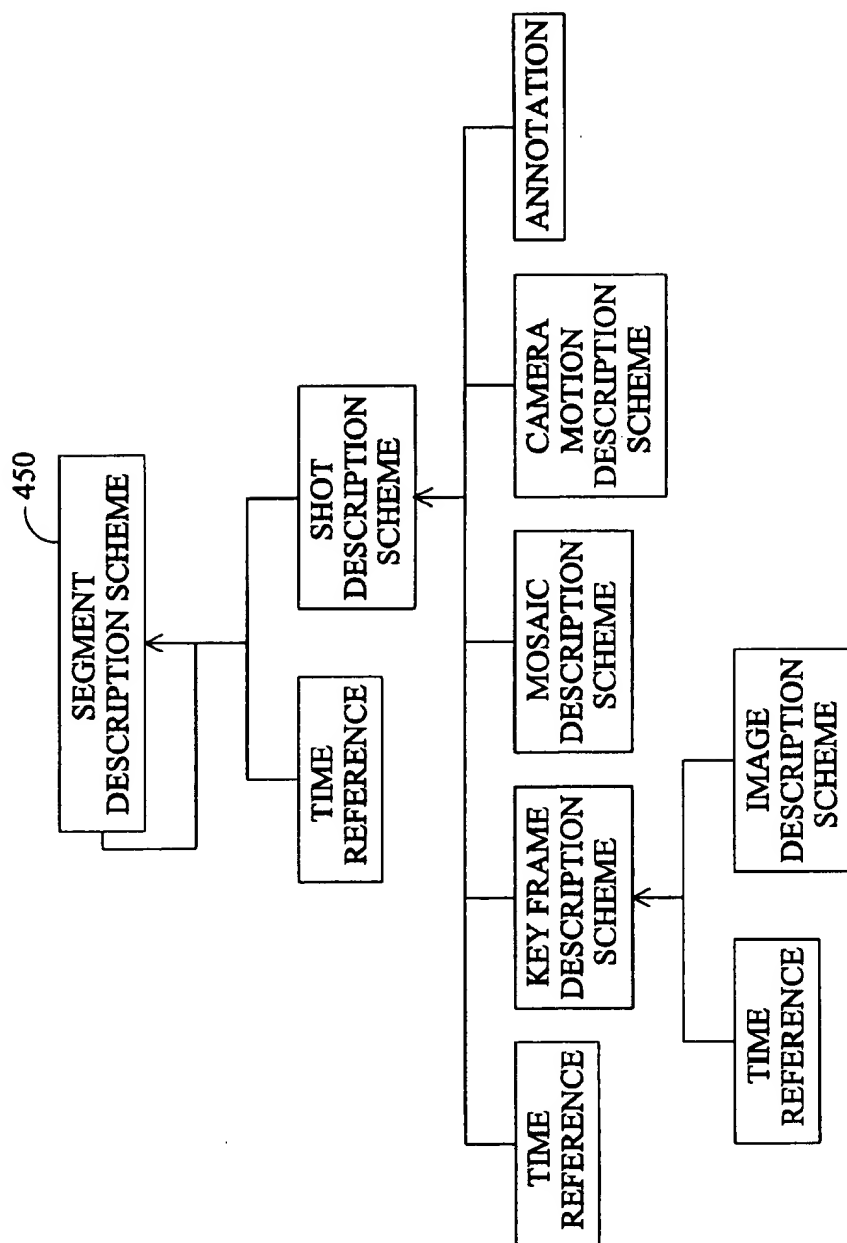 450
SEGMENT
DESCRIPTION SCHEME
TIME
REFERENCE
SHOT
DESCRIPTION
SCHEME
TIME
REFERENCE
KEY FRAME
DESCRIPTION
SCHEME
MOSAIC
DESCRIPTION
SCHEME
CAMERA
MOTION
DESCRIPTION
SCHEME
ANNOTATION
TIME
REFERENCE
IMAGE
DESCRIPTION
SCHEME